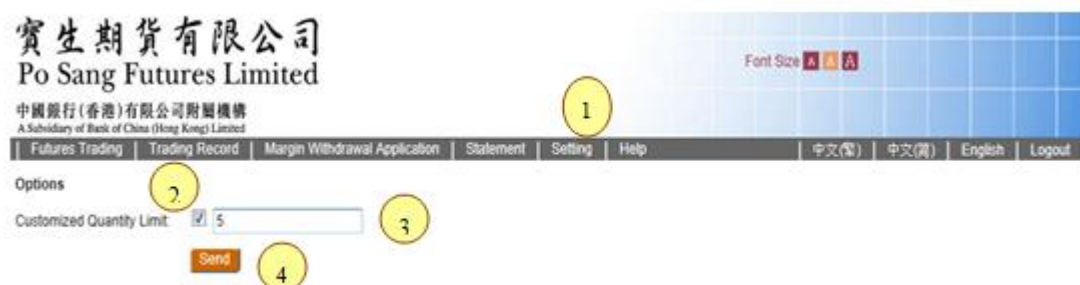 寶生期貨有限公司
Po Sang Futures Limited
中國銀行(香港)有限公司附屬機構
A Subsidiary of Bank of China (Hong Kong) Limited
Font Size A A A
1
Futures Trading | Trading Record | Margin Withdrawal Application | Statement | Setting | Help | 中文(繁) | 中文(簡) | English | Logout
Options
2
Customized Quantity Limit: 5
3
Send
4